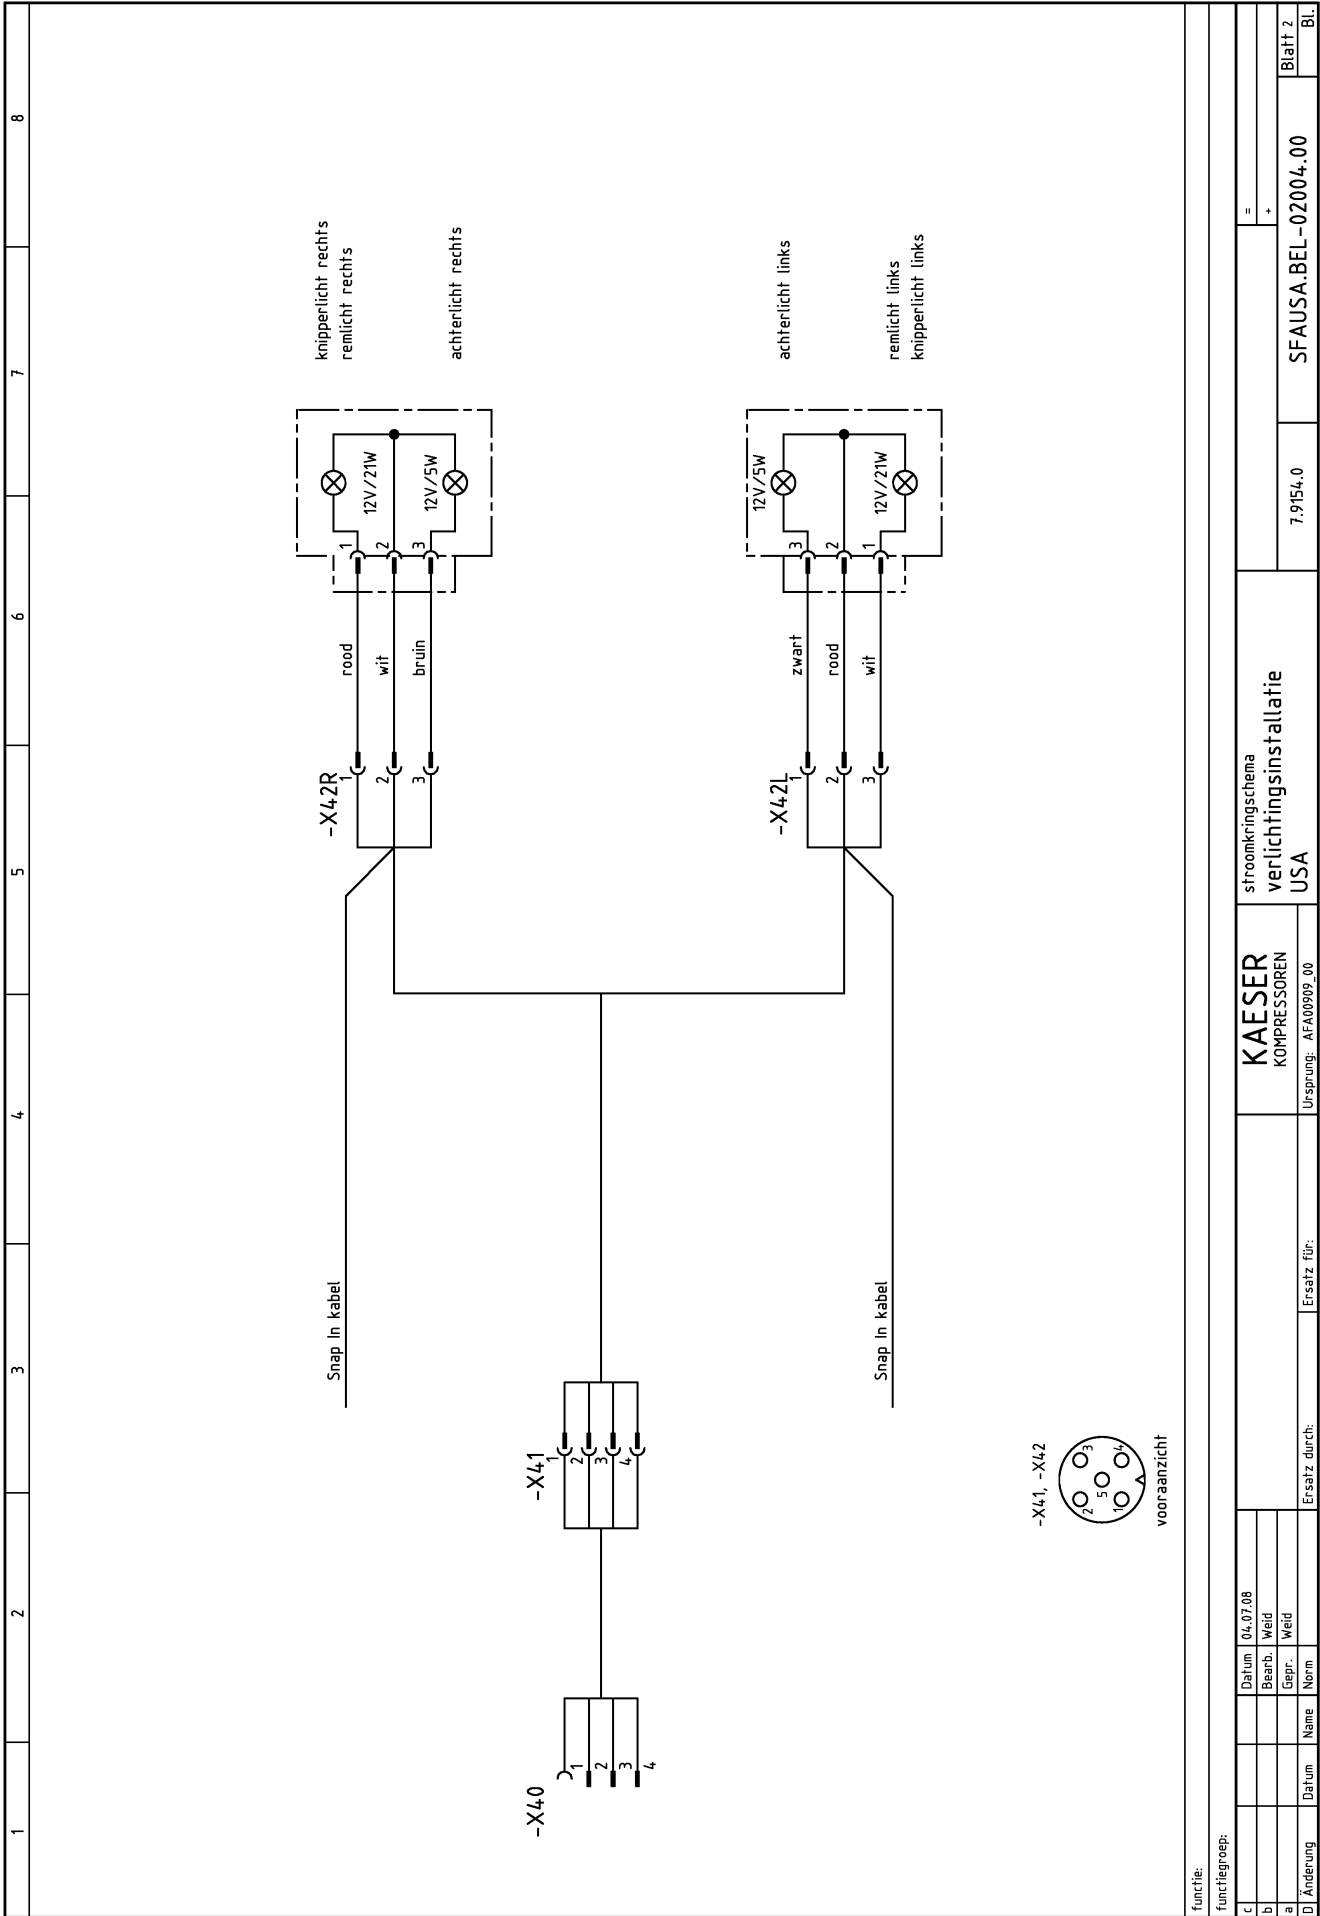 1 2 3 4 5 6 7 8
knipperlicht rechts
remlicht rechts
achterlicht rechts
12V/21W
12V/5W
1
2
3
rood
wit
bruin
-X42R
1
2
3
Snap In kabel
-X40
1
2
3
4
-X41
1
2
3
4
achterlicht links
remlicht links
knipperlicht links
12V/5W
12V/21W
3
2
1
zwart
rood
wit
-X42L
1
2
3
Snap In kabel
-X41, -X42
2 3
5
1 4
vooraanzicht
functie:
functiegroep:
c Datum 04.07.08
b Bearb. Weid
a Gepr. Weid
D Änderung Datum Name Norm
Ersatz durch: Ersatz für:
KAESER
KOMPRESSOREN
Ursprung: AFA00909_00
stroomkringschema
verlichtingsinstallatie
USA
=
+
7.9154.0
SFAUSA.BEL-02004.00
Blatt 2
Bl.